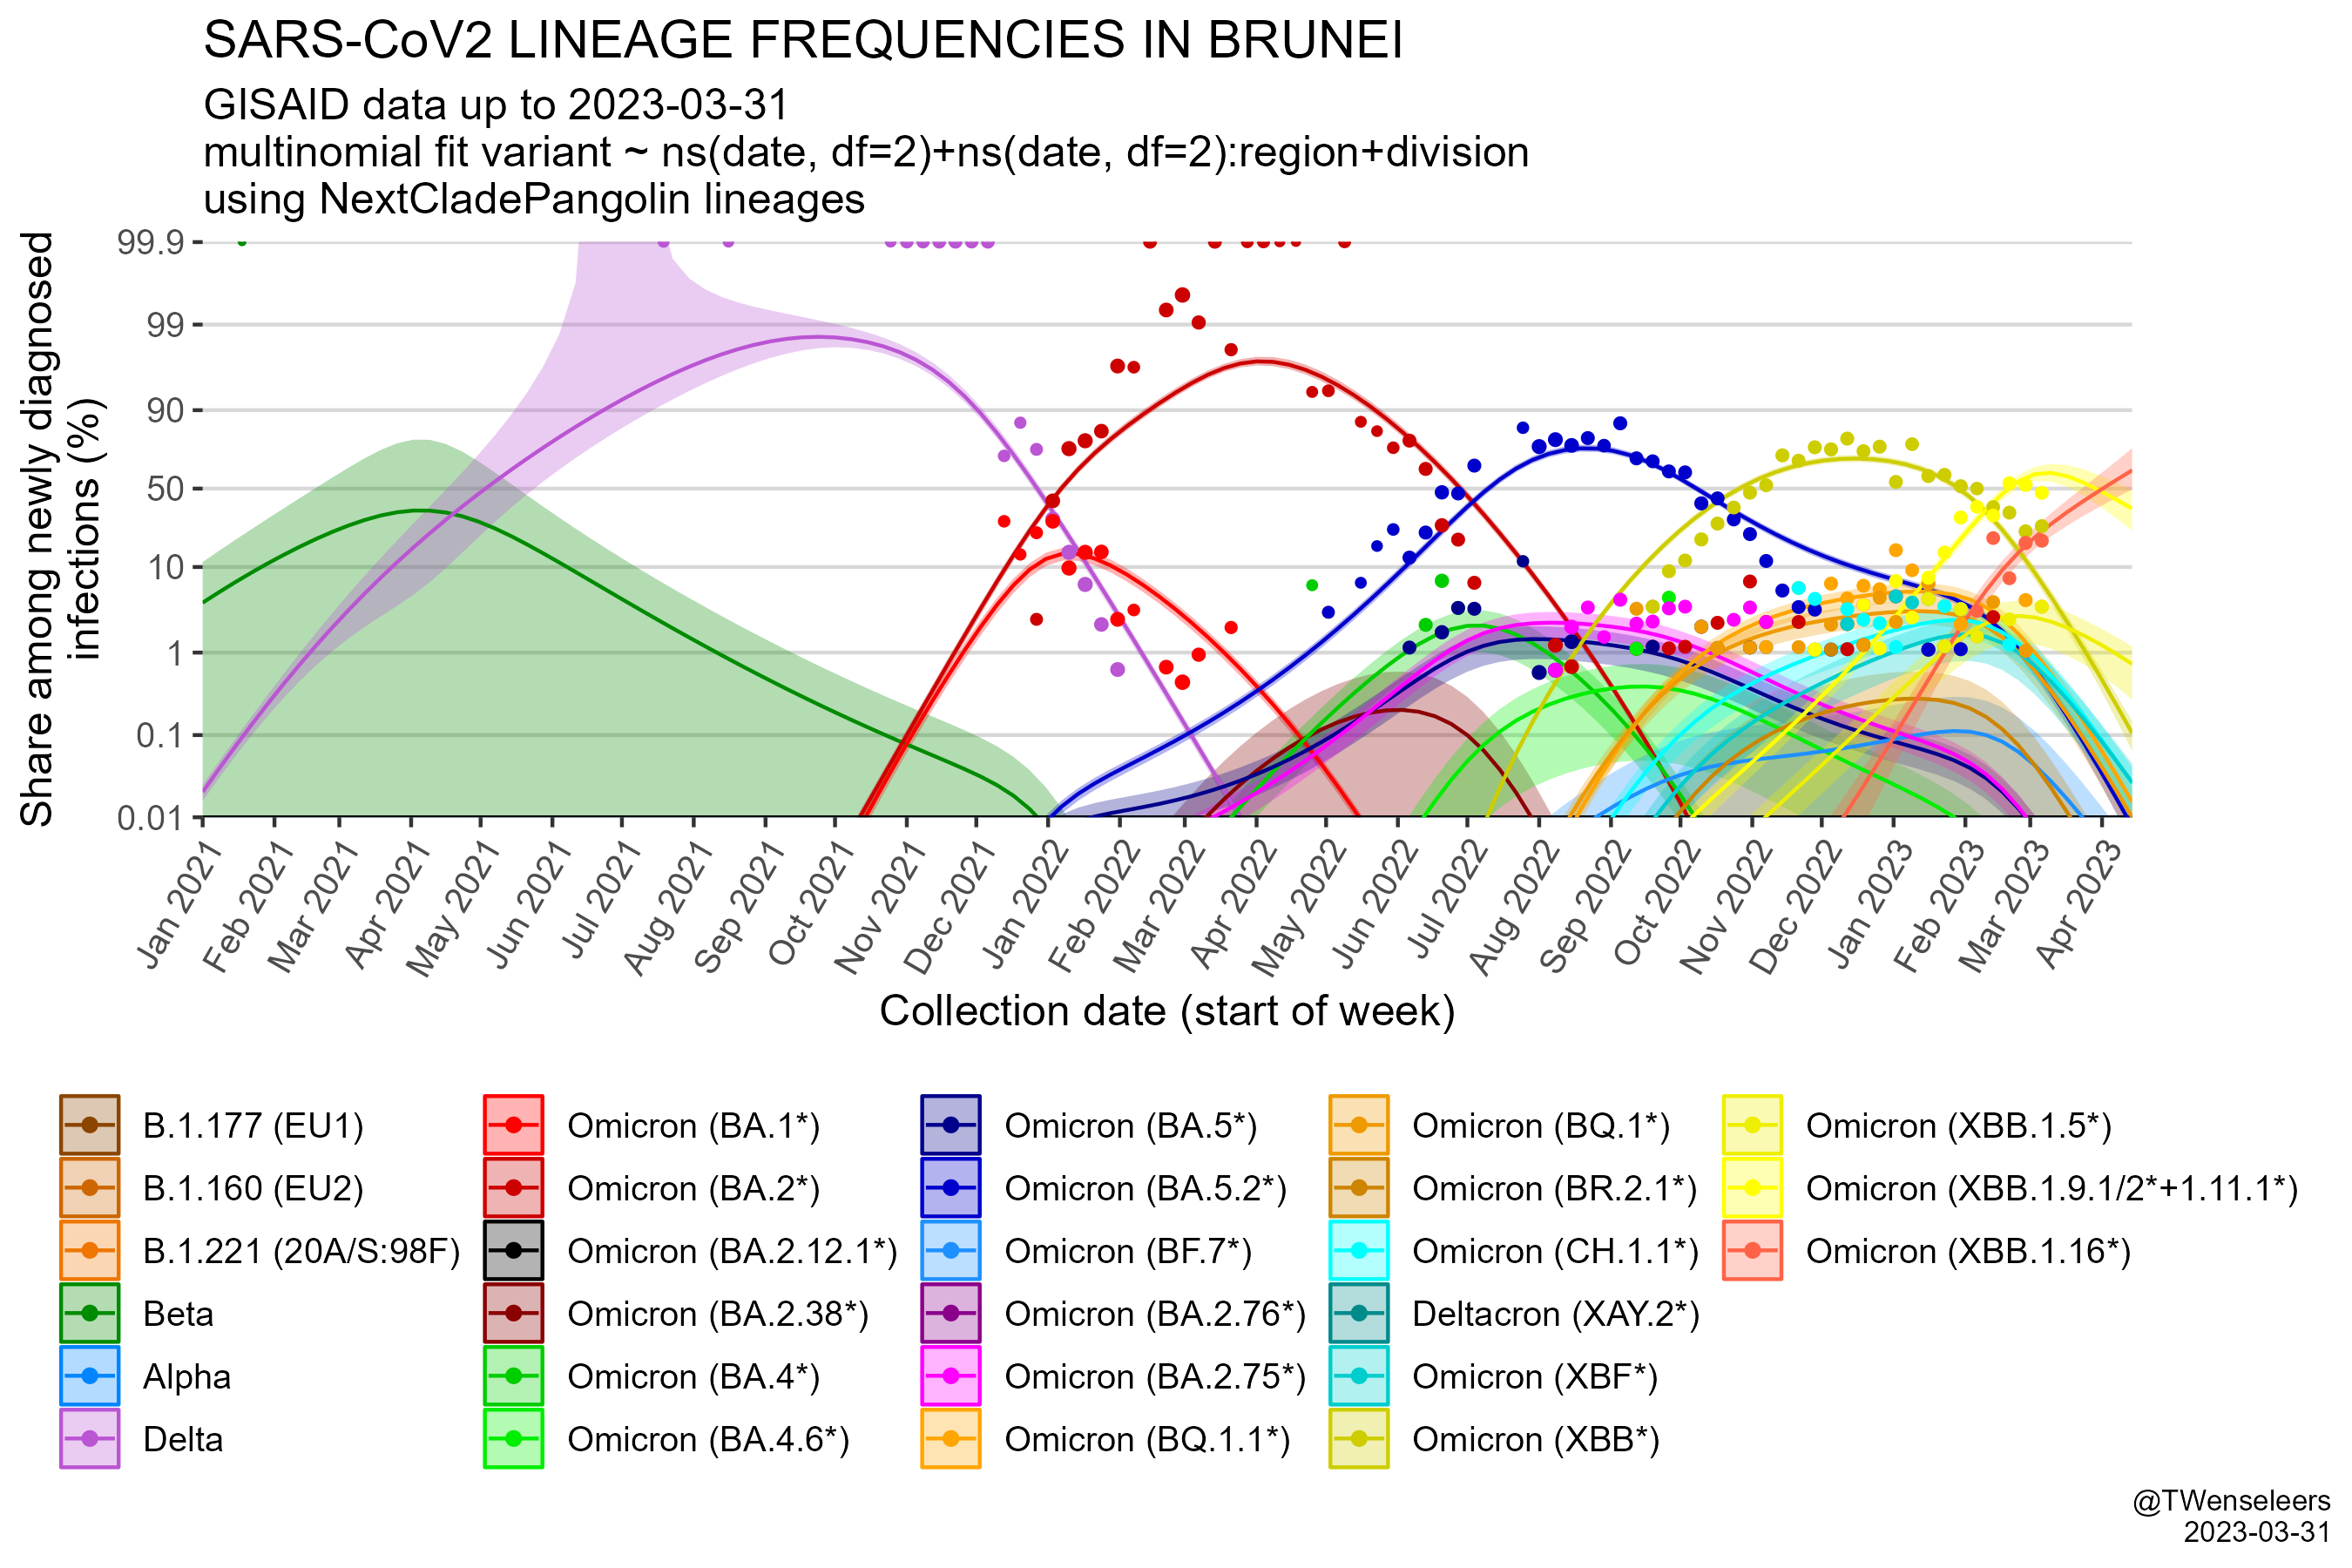 SARS-CoV2 LINEAGE FREQUENCIES IN BRUNEI
GISAID data up to 2023-03-31
multinomial fit variant ~ ns(date, df=2)+ns(date, df=2):region+division
using NextCladePangolin lineages
Share among newly diagnosed
infections (%)
99.9
99
90
50
10
1
0.1
0.01
Jan 2021
Feb 2021
Mar 2021
Apr 2021
May 2021
Jun 2021
Jul 2021
Aug 2021
Sep 2021
Oct 2021
Nov 2021
Dec 2021
Jan 2022
Feb 2022
Mar 2022
Apr 2022
May 2022
Jun 2022
Jul 2022
Aug 2022
Sep 2022
Oct 2022
Nov 2022
Dec 2022
Jan 2023
Feb 2023
Mar 2023
Apr 2023
Collection date (start of week)
B.1.177 (EU1)
B.1.160 (EU2)
B.1.221 (20A/S:98F)
Beta
Alpha
Delta
Omicron (BA.1*)
Omicron (BA.2*)
Omicron (BA.2.12.1*)
Omicron (BA.2.38*)
Omicron (BA.4*)
Omicron (BA.4.6*)
Omicron (BA.5*)
Omicron (BA.5.2*)
Omicron (BF.7*)
Omicron (BA.2.76*)
Omicron (BA.2.75*)
Omicron (BQ.1.1*)
Omicron (BQ.1*)
Omicron (BR.2.1*)
Omicron (CH.1.1*)
Deltacron (XAY.2*)
Omicron (XBF*)
Omicron (XBB*)
Omicron (XBB.1.5*)
Omicron (XBB.1.9.1/2*+1.11.1*)
Omicron (XBB.1.16*)
@TWenseleers
2023-03-31